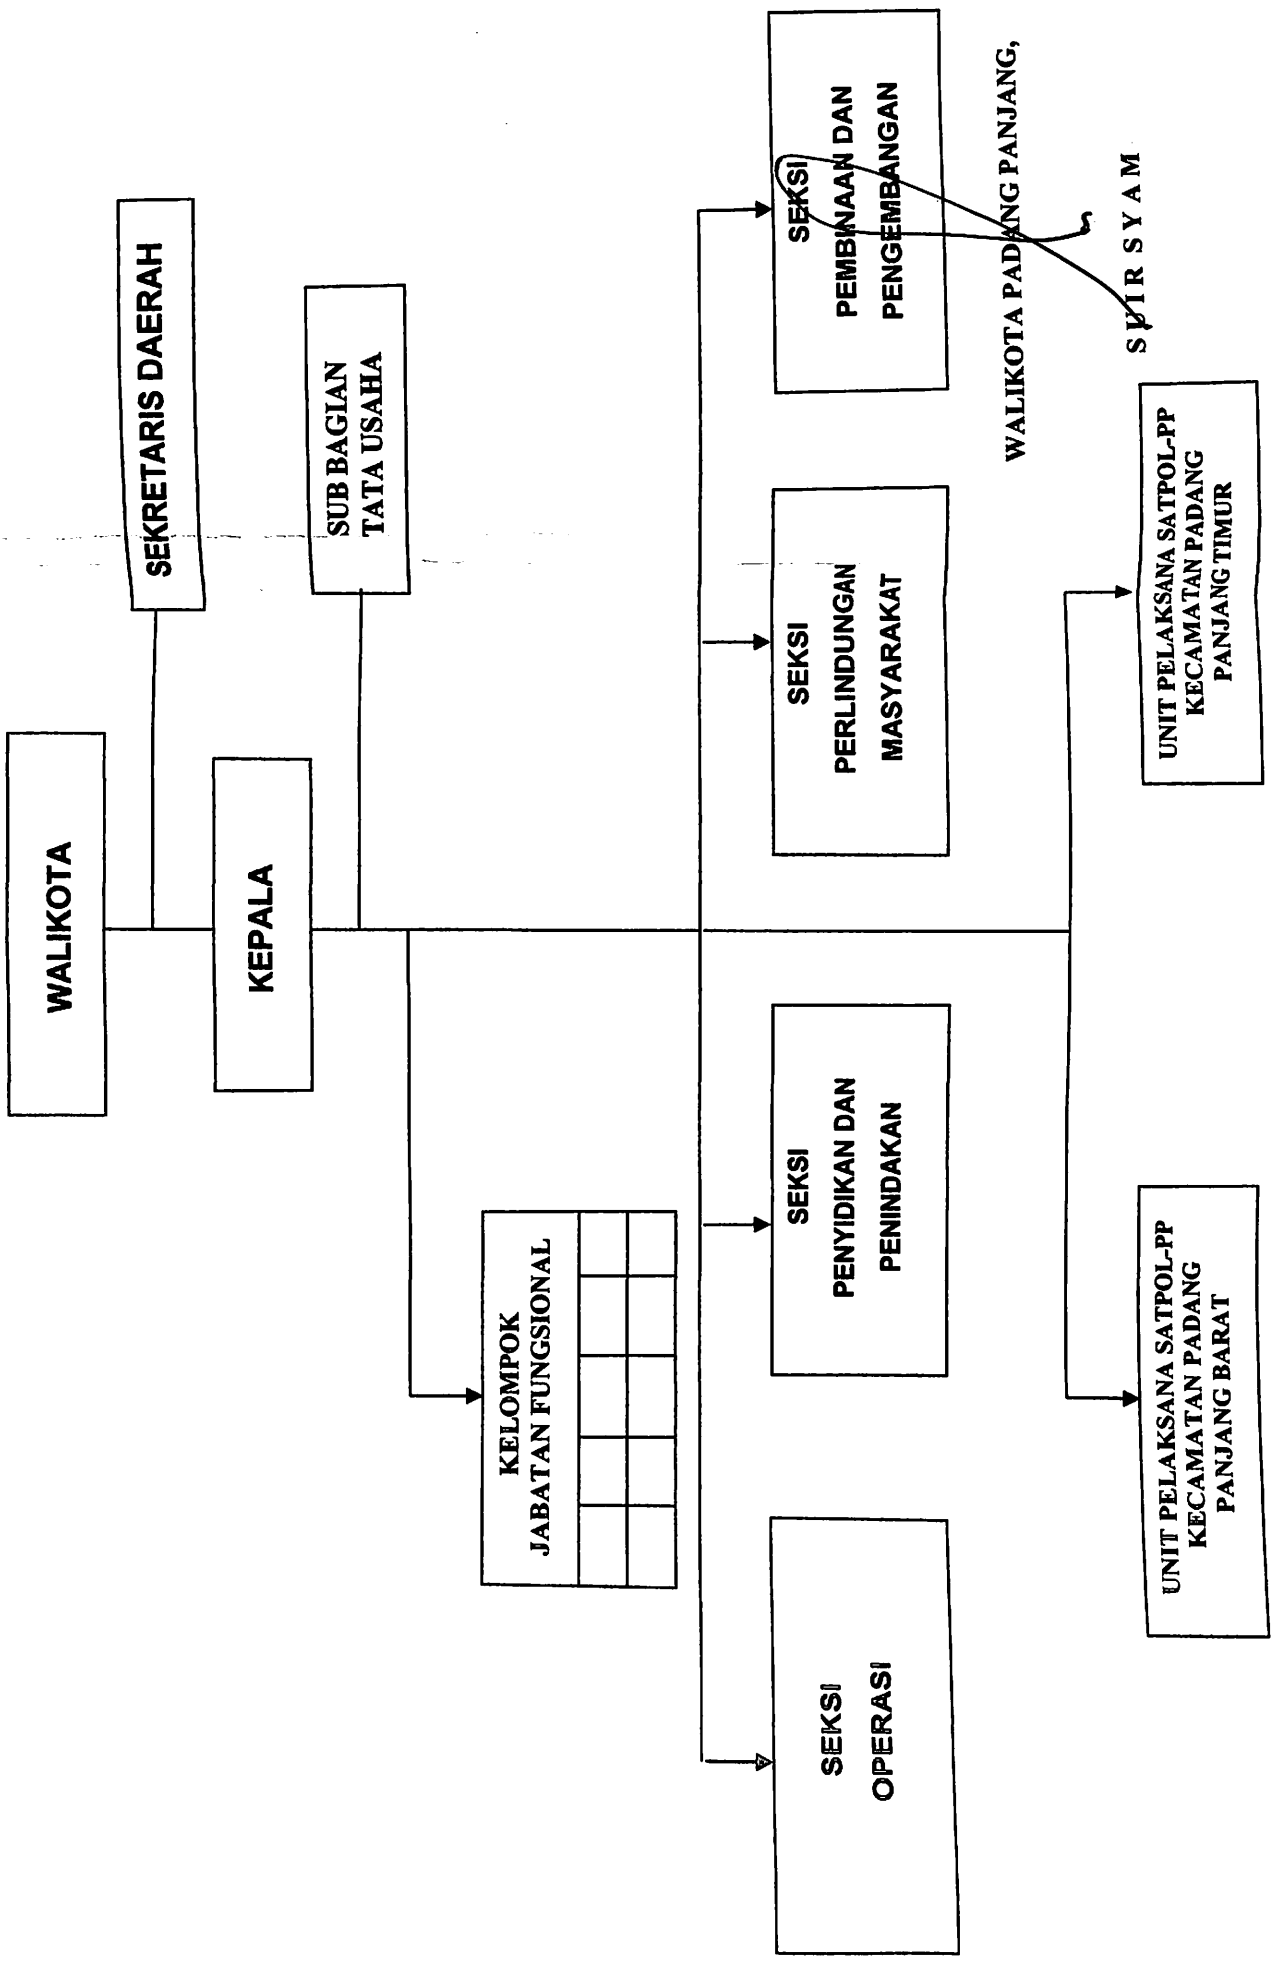 WALIKOTA
SEKRETARIS DAERAH
KEPALA
SUB BAGIAN
TATA USAHA
KELOMPOK
JABATAN FUNGSIONAL
SEKSI
OPERASI
SEKSI
PENYIDIKAN DAN
PENINDAKAN
SEKSI
PERLINDUNGAN
MASYARAKAT
SEKSI
PEMBINAAN DAN
PENGEMBANGAN
UNIT PELAKSANA SATPOL-PP
KECAMATAN PADANG
PANJANG BARAT
UNIT PELAKSANA SATPOL-PP
KECAMATAN PADANG
PANJANG TIMUR
WALIKOTA PADANG PANJANG,
SUIR SYAM